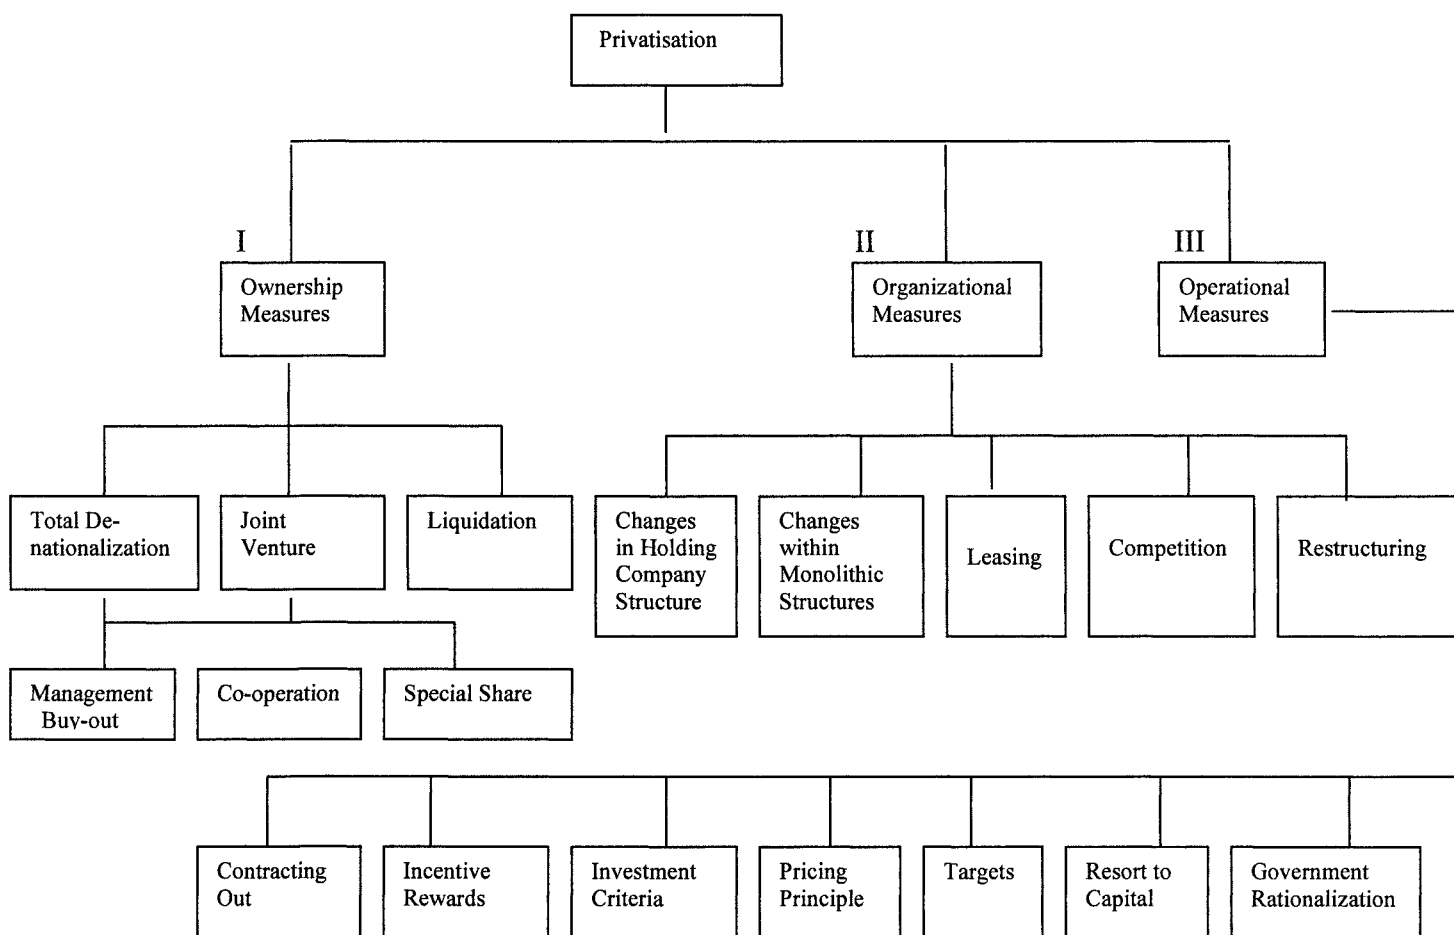 Privatisation
I
II
III
Ownership
Measures
Organizational
Measures
Operational
Measures
Total De-
nationalization
Joint
Venture
Liquidation
Changes
in Holding
Company
Structure
Changes
within
Monolithic
Structures
Leasing
Competition
Restructuring
Management
Buy-out
Co-operation
Special Share
Contracting
Out
Incentive
Rewards
Investment
Criteria
Pricing
Principle
Targets
Resort to
Capital
Government
Rationalization